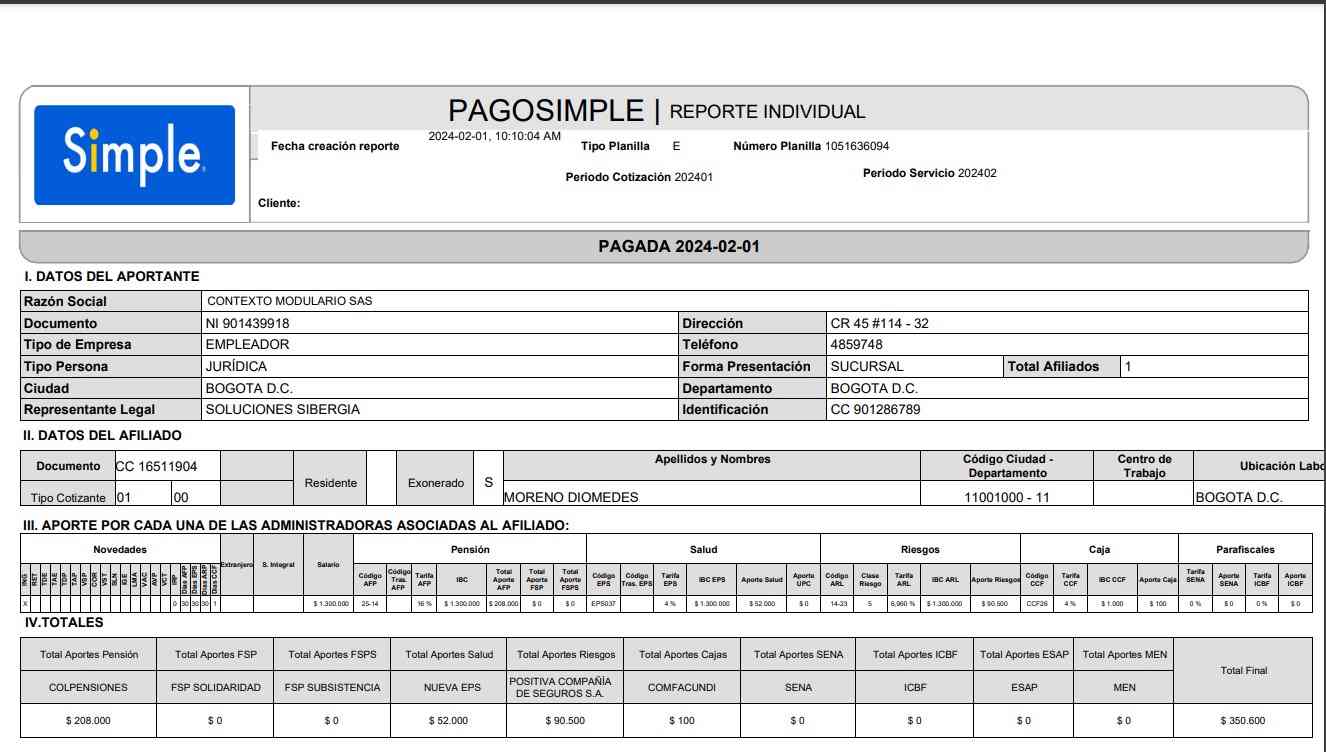 Simple
PAGOSIMPLE | REPORTE INDIVIDUAL
Fecha creación reporte 2024-02-01, 10:10:04 AM Tipo Planilla E Número Planilla 1051636094
Periodo Cotización 202401 Periodo Servicio 202402
Cliente:
PAGADA 2024-02-01
I. DATOS DEL APORTANTE
Razón Social CONTEXTO MODULARIO SAS
Documento NI 901439918 Dirección CR 45 #114 - 32
Tipo de Empresa EMPLEADOR Teléfono 4859748
Tipo Persona JURÍDICA Forma Presentación SUCURSAL Total Afiliados 1
Ciudad BOGOTA D.C. Departamento BOGOTA D.C.
Representante Legal SOLUCIONES SIBERGIA Identificación CC 901286789
II. DATOS DEL AFILIADO
Documento CC 16511904 Residente Exonerado S Apellidos y Nombres Código Ciudad - Departamento Centro de Trabajo Ubicación Labo
Tipo Cotizante 01 00 MORENO DIOMEDES 11001000 - 11 BOGOTA D.C.
III. APORTE POR CADA UNA DE LAS ADMINISTRADORAS ASOCIADAS AL AFILIADO:
Novedades Extranjero S. Integral Salario Pensión Salud Riesgos Caja Parafiscales
ING RET TDE TAE TDP TAP VSP COR VST SLN IGE LMA VAC AVP VCT IRP Dias AFP Dias EPS Dias ARP Dias CCF Código AFP Código Tras. AFP Tarifa AFP IBC Total Aporte AFP Total Aporte FSP Total Aporte FSPS Código EPS Código Tras. EPS Tarifa EPS IBC EPS Aporte Salud Aporte UPC Código ARL Clase Riesgo Tarifa ARL IBC ARL Aporte Riesgos Código CCF Tarifa CCF IBC CCF Aporte Caja Tarifa SENA Aporte SENA Tarifa ICBF Aporte ICBF
X 0 30 30 30 1 $ 1.300.000 25-14 16 % $ 1.300.000 $ 208.000 $ 0 $ 0 EPS037 4 % $ 1.300.000 $ 52.000 $ 0 14-23 5 6,960 % $ 1.300.000 $ 90.500 CCF26 4 % $ 1.000 $ 100 0 % $ 0 0 % $ 0
IV.TOTALES
Total Aportes Pensión Total Aportes FSP Total Aportes FSPS Total Aportes Salud Total Aportes Riesgos Total Aportes Cajas Total Aportes SENA Total Aportes ICBF Total Aportes ESAP Total Aportes MEN Total Final
COLPENSIONES FSP SOLIDARIDAD FSP SUBSISTENCIA NUEVA EPS POSITIVA COMPAÑÍA DE SEGUROS S.A. COMFACUNDI SENA ICBF ESAP MEN
$ 208.000 $ 0 $ 0 $ 52.000 $ 90.500 $ 100 $ 0 $ 0 $ 0 $ 0 $ 350.600